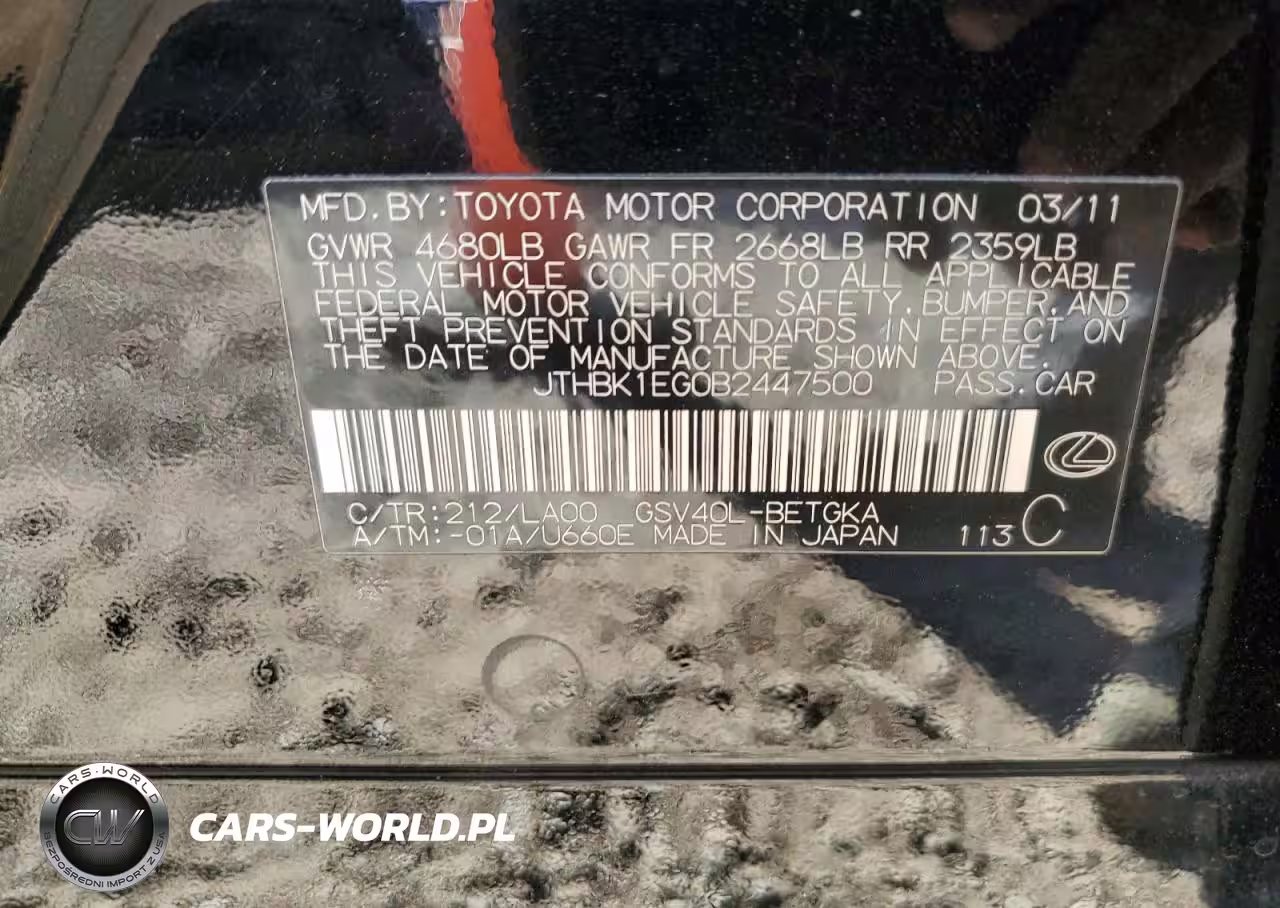 MFD.BY:TOYOTA MOTOR CORPORATION 03/11
GVWR 4680LB GAWR FR 2668LB RR 2359LB
THIS VEHICLE CONFORMS TO ALL APPLICABLE
FEDERAL MOTOR VEHICLE SAFETY,BUMPER,AND
THEFT PREVENTION STANDARDS IN EFFECT ON
THE DATE OF MANUFACTURE SHOWN ABOVE.
JTHBK1EG0B2447500 PASS.CAR
C/TR:212/LA00 GSV40L-BETGKA
A/TM:-01A/U660E MADE IN JAPAN 113 C
CARS-WORLD
CW
BEZPOŚREDNI IMPORT Z USA
CARS-WORLD.PL